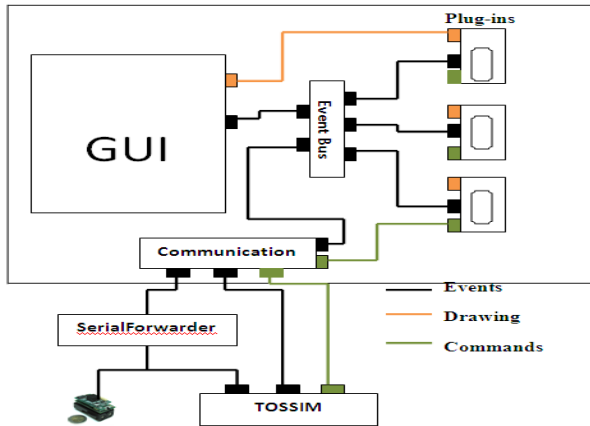 Plug-ins
GUI
Event Bus
Communication
Events
Drawing
Commands
SerialForwarder
TOSSIM